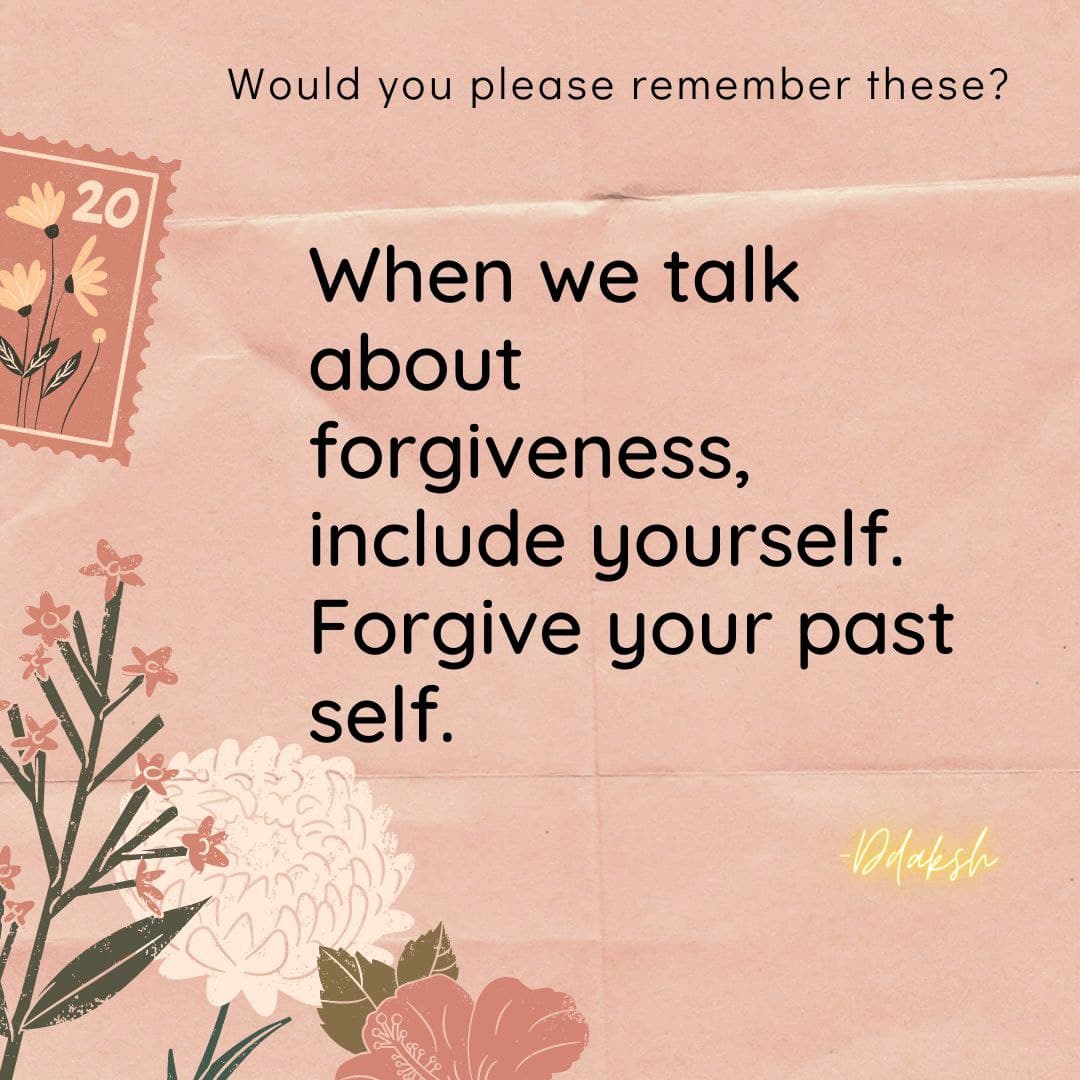 Would you please remember these?
20
When we talk
about
forgiveness,
include yourself.
Forgive your past
self.
-Ddaksh